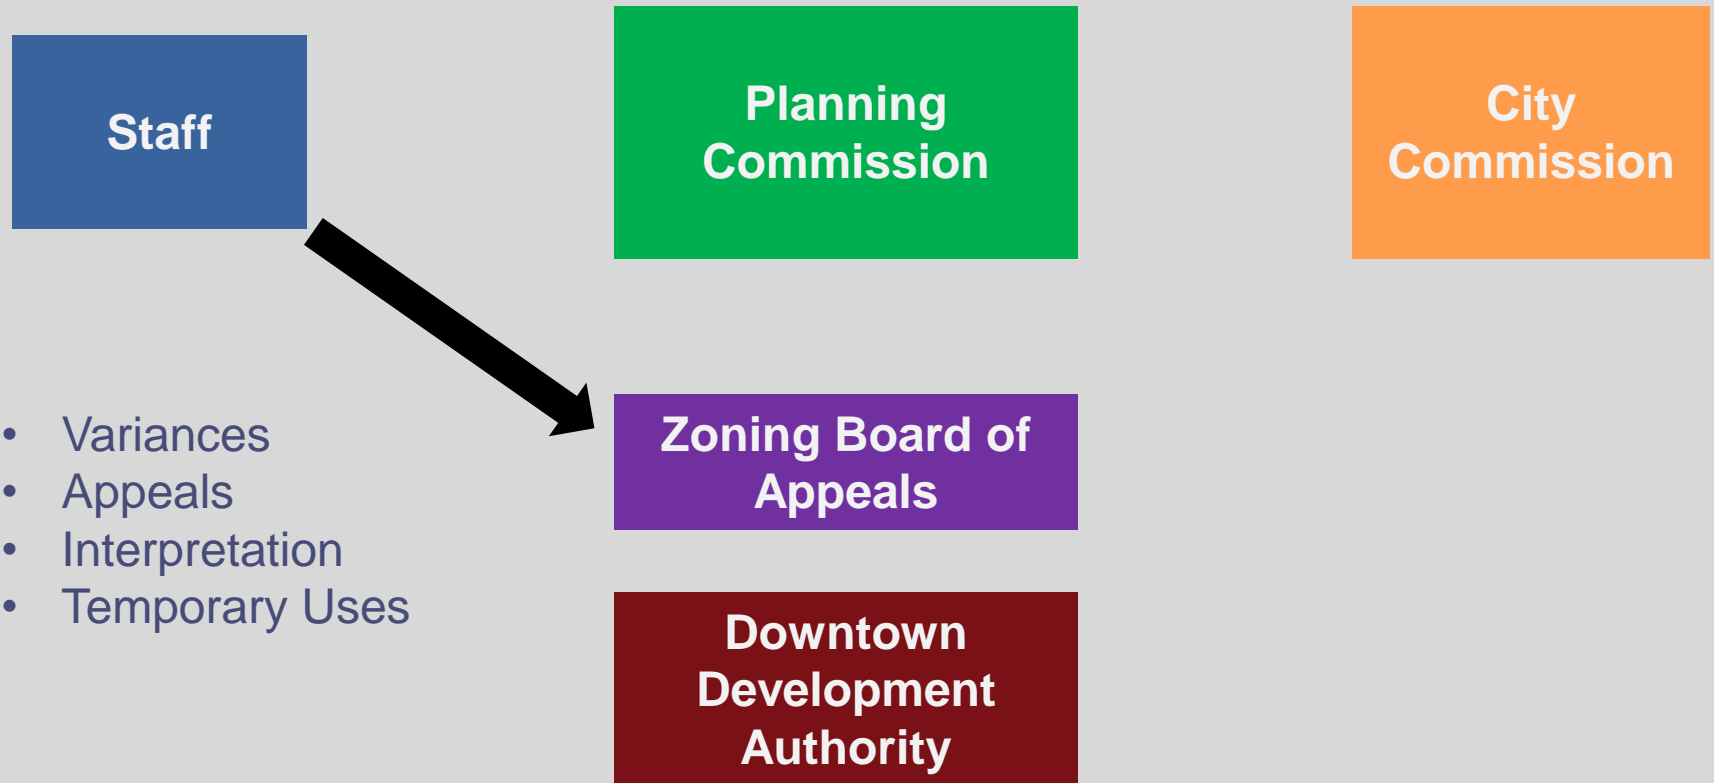 Staff
Planning
Commission
City
Commission
• Variances
• Appeals
• Interpretation
• Temporary Uses
Zoning Board of
Appeals
Downtown
Development
Authority